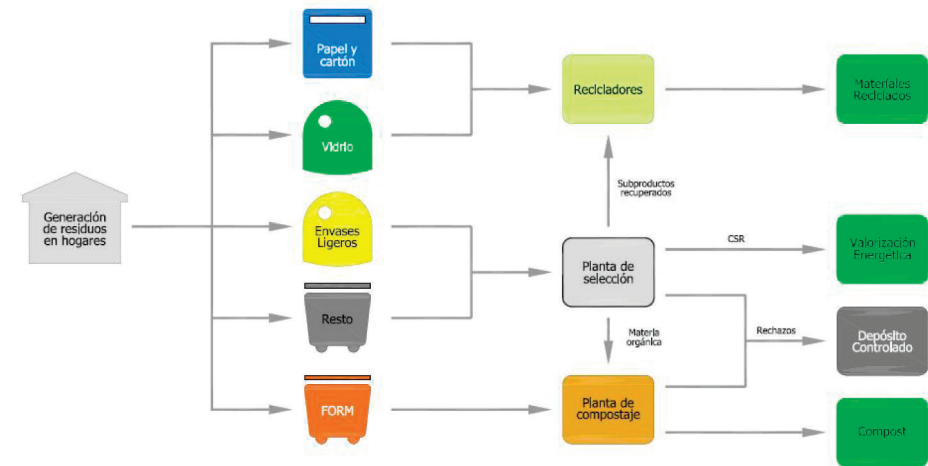 Generación
de residuos
en hogares
Papel y
cartón
Vidrio
Envases
Ligeros
Resto
FORM
Recicladores
Subproductos
recuperados
Planta de
selección
Materia
orgánica
Planta de
compostaje
CSR
Rechazos
Materiales
Reciclados
Valorización
Energética
Depósito
Controlado
Compost